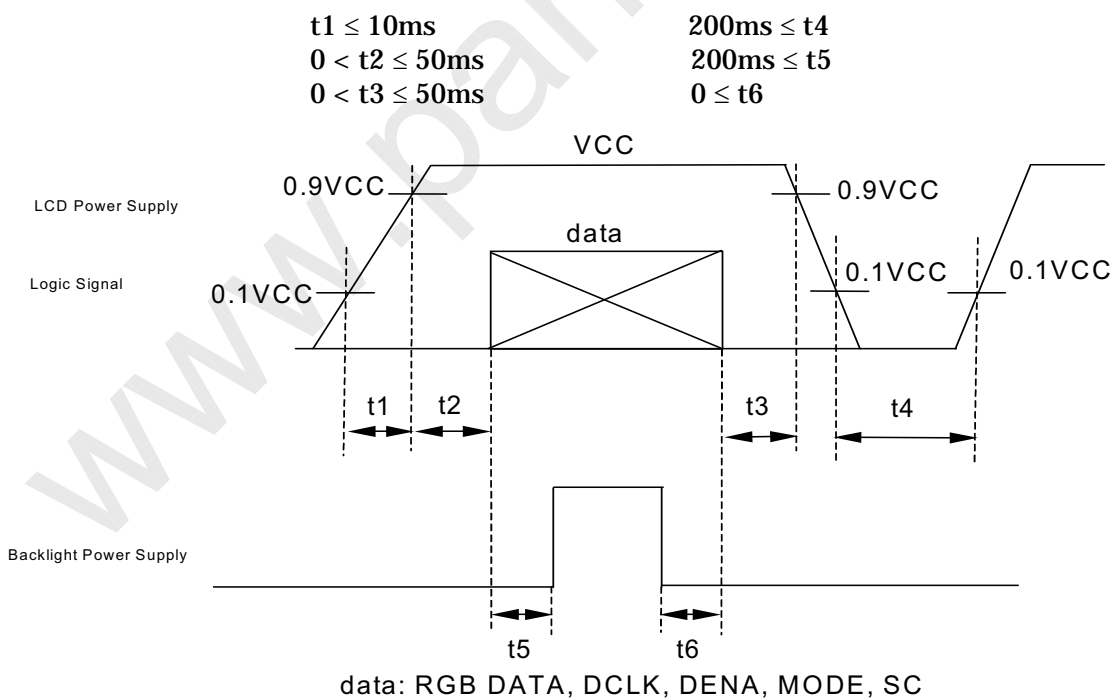 t1 ≤ 10ms 200ms ≤ t4
0 < t2 ≤ 50ms 200ms ≤ t5
0 < t3 ≤ 50ms 0 ≤ t6
VCC
0.9VCC 0.9VCC
LCD Power Supply
data
Logic Signal
0.1VCC 0.1VCC 0.1VCC
t1 t2 t3 t4
Backlight Power Supply
t5 t6
data: RGB DATA, DCLK, DENA, MODE, SC
www.pan